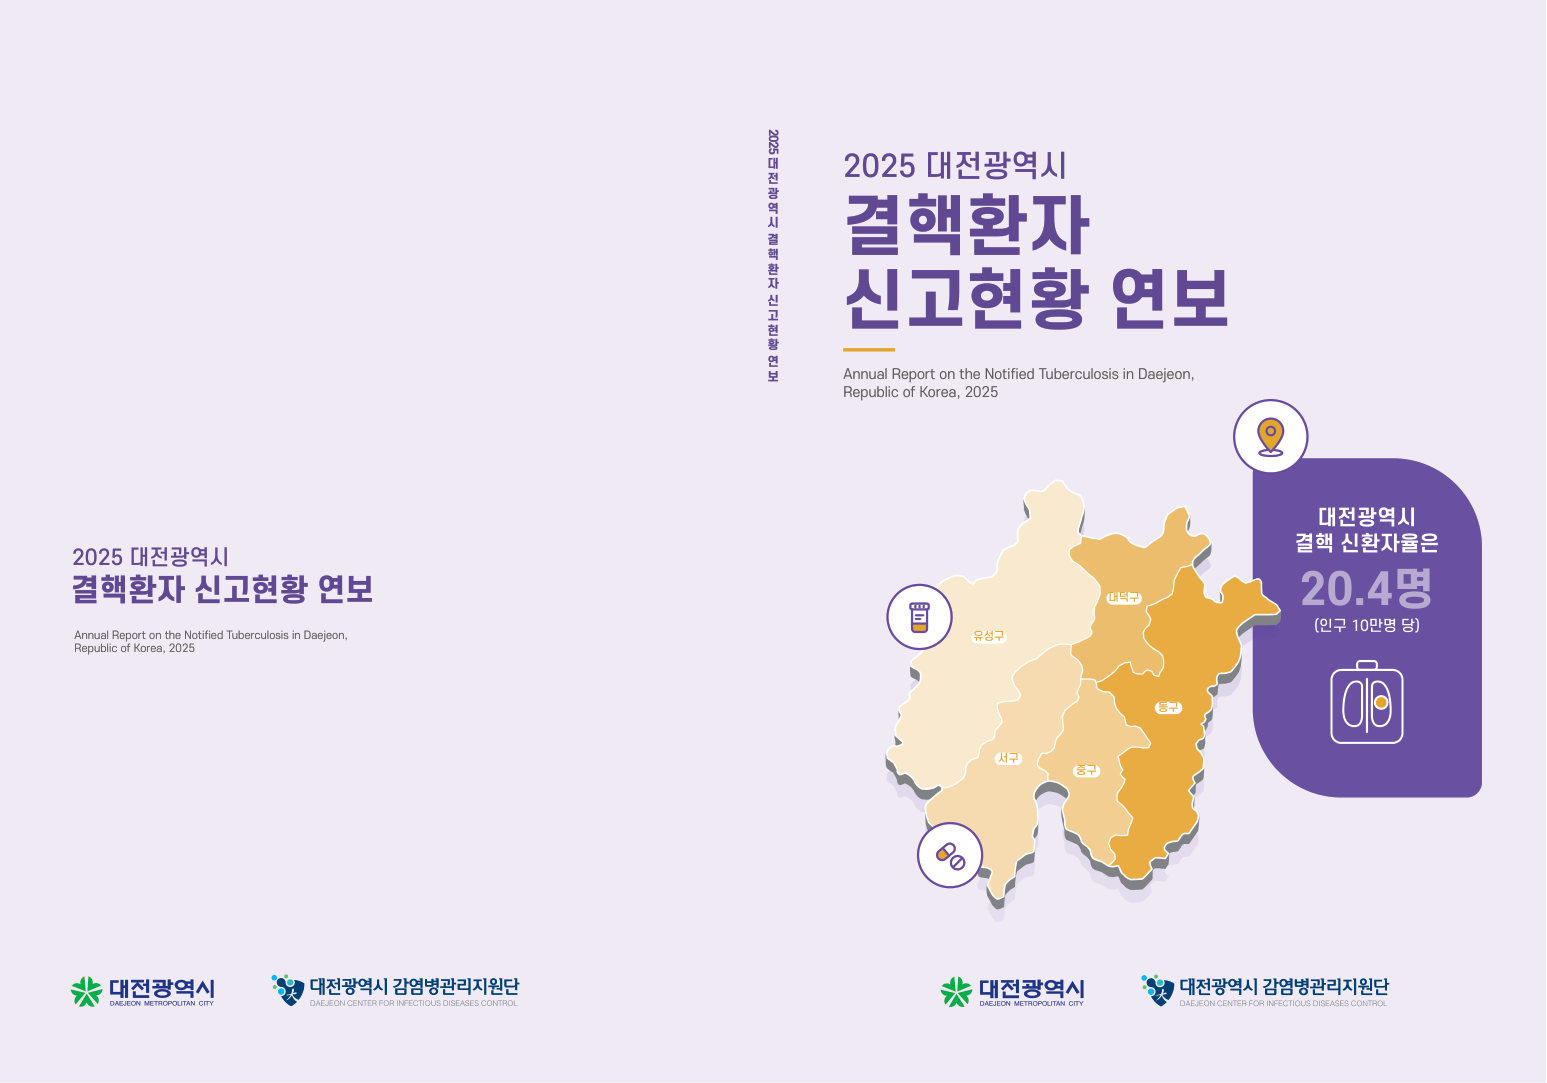 2025 대전광역시
결핵환자 신고현황 연보
Annual Report on the Notified Tuberculosis in Daejeon,
Republic of Korea, 2025
대전광역시
DAEJEON METROPOLITAN CITY
대전광역시 감염병관리지원단
DAEJEON CENTER FOR INFECTIOUS DISEASES CONTROL
2025 대전광역시 결핵환자 신고현황 연보
2025 대전광역시
결핵환자
신고현황 연보
Annual Report on the Notified Tuberculosis in Daejeon,
Republic of Korea, 2025
대전광역시
결핵 신환자율은
20.4명
(인구 10만명 당)
대덕구
유성구
동구
서구
중구
대전광역시
DAEJEON METROPOLITAN CITY
대전광역시 감염병관리지원단
DAEJEON CENTER FOR INFECTIOUS DISEASES CONTROL